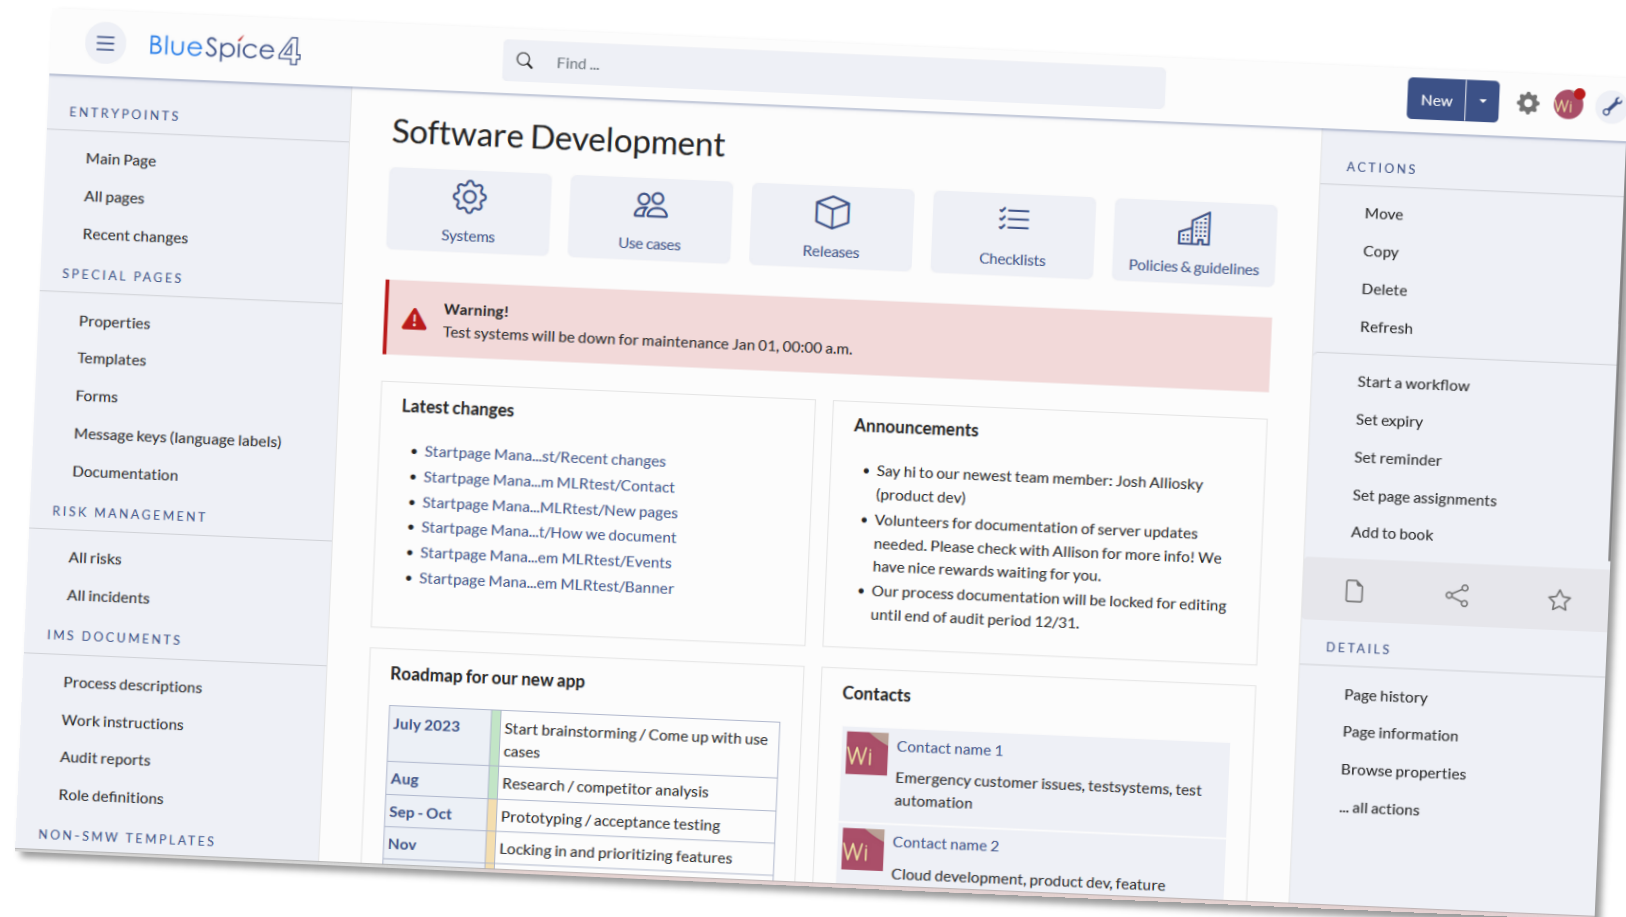 BlueSpice 4
Find ...
New
Wi
ENTRYPOINTS
Main Page
All pages
Recent changes
SPECIAL PAGES
Properties
Templates
Forms
Message keys (language labels)
Documentation
RISK MANAGEMENT
All risks
All incidents
IMS DOCUMENTS
Process descriptions
Work instructions
Audit reports
Role definitions
NON-SMW TEMPLATES
Software Development
Systems
Use cases
Releases
Checklists
Policies & guidelines
Warning!
Test systems will be down for maintenance Jan 01, 00:00 a.m.
Latest changes
Startpage Mana...st/Recent changes
Startpage Mana...m MLRtest/Contact
Startpage Mana...MLRtest/New pages
Startpage Mana...t/How we document
Startpage Mana...em MLRtest/Events
Startpage Mana...em MLRtest/Banner
Announcements
Say hi to our newest team member: Josh Alliosky
(product dev)
Volunteers for documentation of server updates
needed. Please check with Allison for more info! We
have nice rewards waiting for you.
Our process documentation will be locked for editing
until end of audit period 12/31.
Roadmap for our new app
July 2023 Start brainstorming / Come up with use
cases
Aug Research / competitor analysis
Sep - Oct Prototyping / acceptance testing
Nov Locking in and prioritizing features
Contacts
Wi
Contact name 1
Emergency customer issues, testsystems, test
automation
Wi
Contact name 2
Cloud development, product dev, feature
ACTIONS
Move
Copy
Delete
Refresh
Start a workflow
Set expiry
Set reminder
Set page assignments
Add to book
DETAILS
Page history
Page information
Browse properties
... all actions